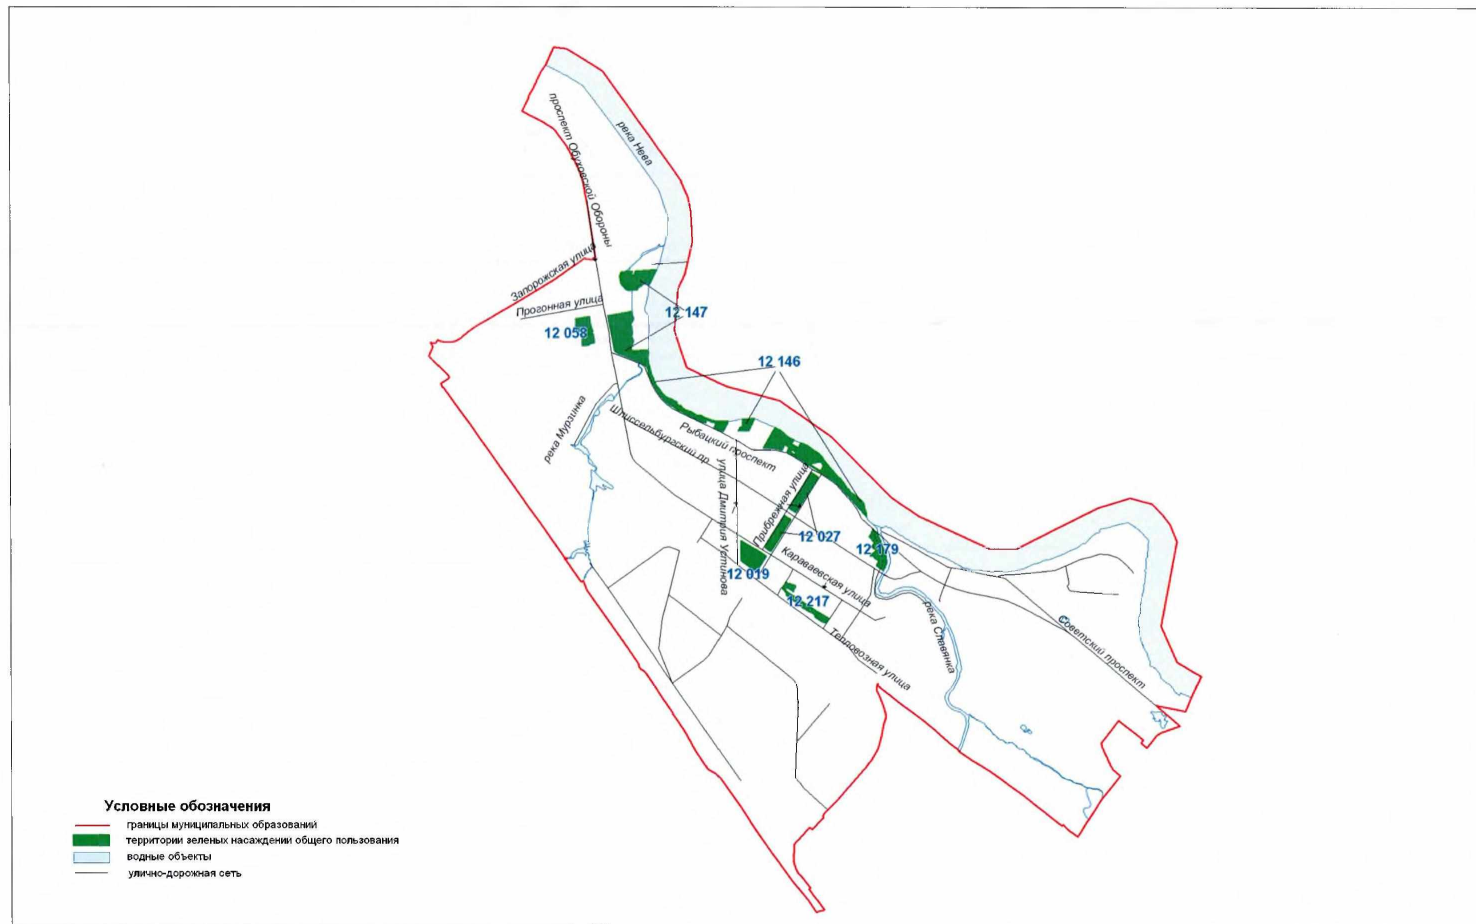 проспект Обуховской Обороны
река Нева
Запорожская улица
Прогонная улица
12 147
12 058
12 146
река Мурзинка
Шлиссельбургский пр.
Рыбацкий проспект
улица Дмитрия Устинова
Прибрежная улица
12 027
12 179
12 019
Караваевская улица
12 217
Тепловозная улица
река Славянка
Советский проспект
Условные обозначения
границы муниципальных образований
территории зеленых насаждении общего пользования
водные объекты
улично-дорожная сеть